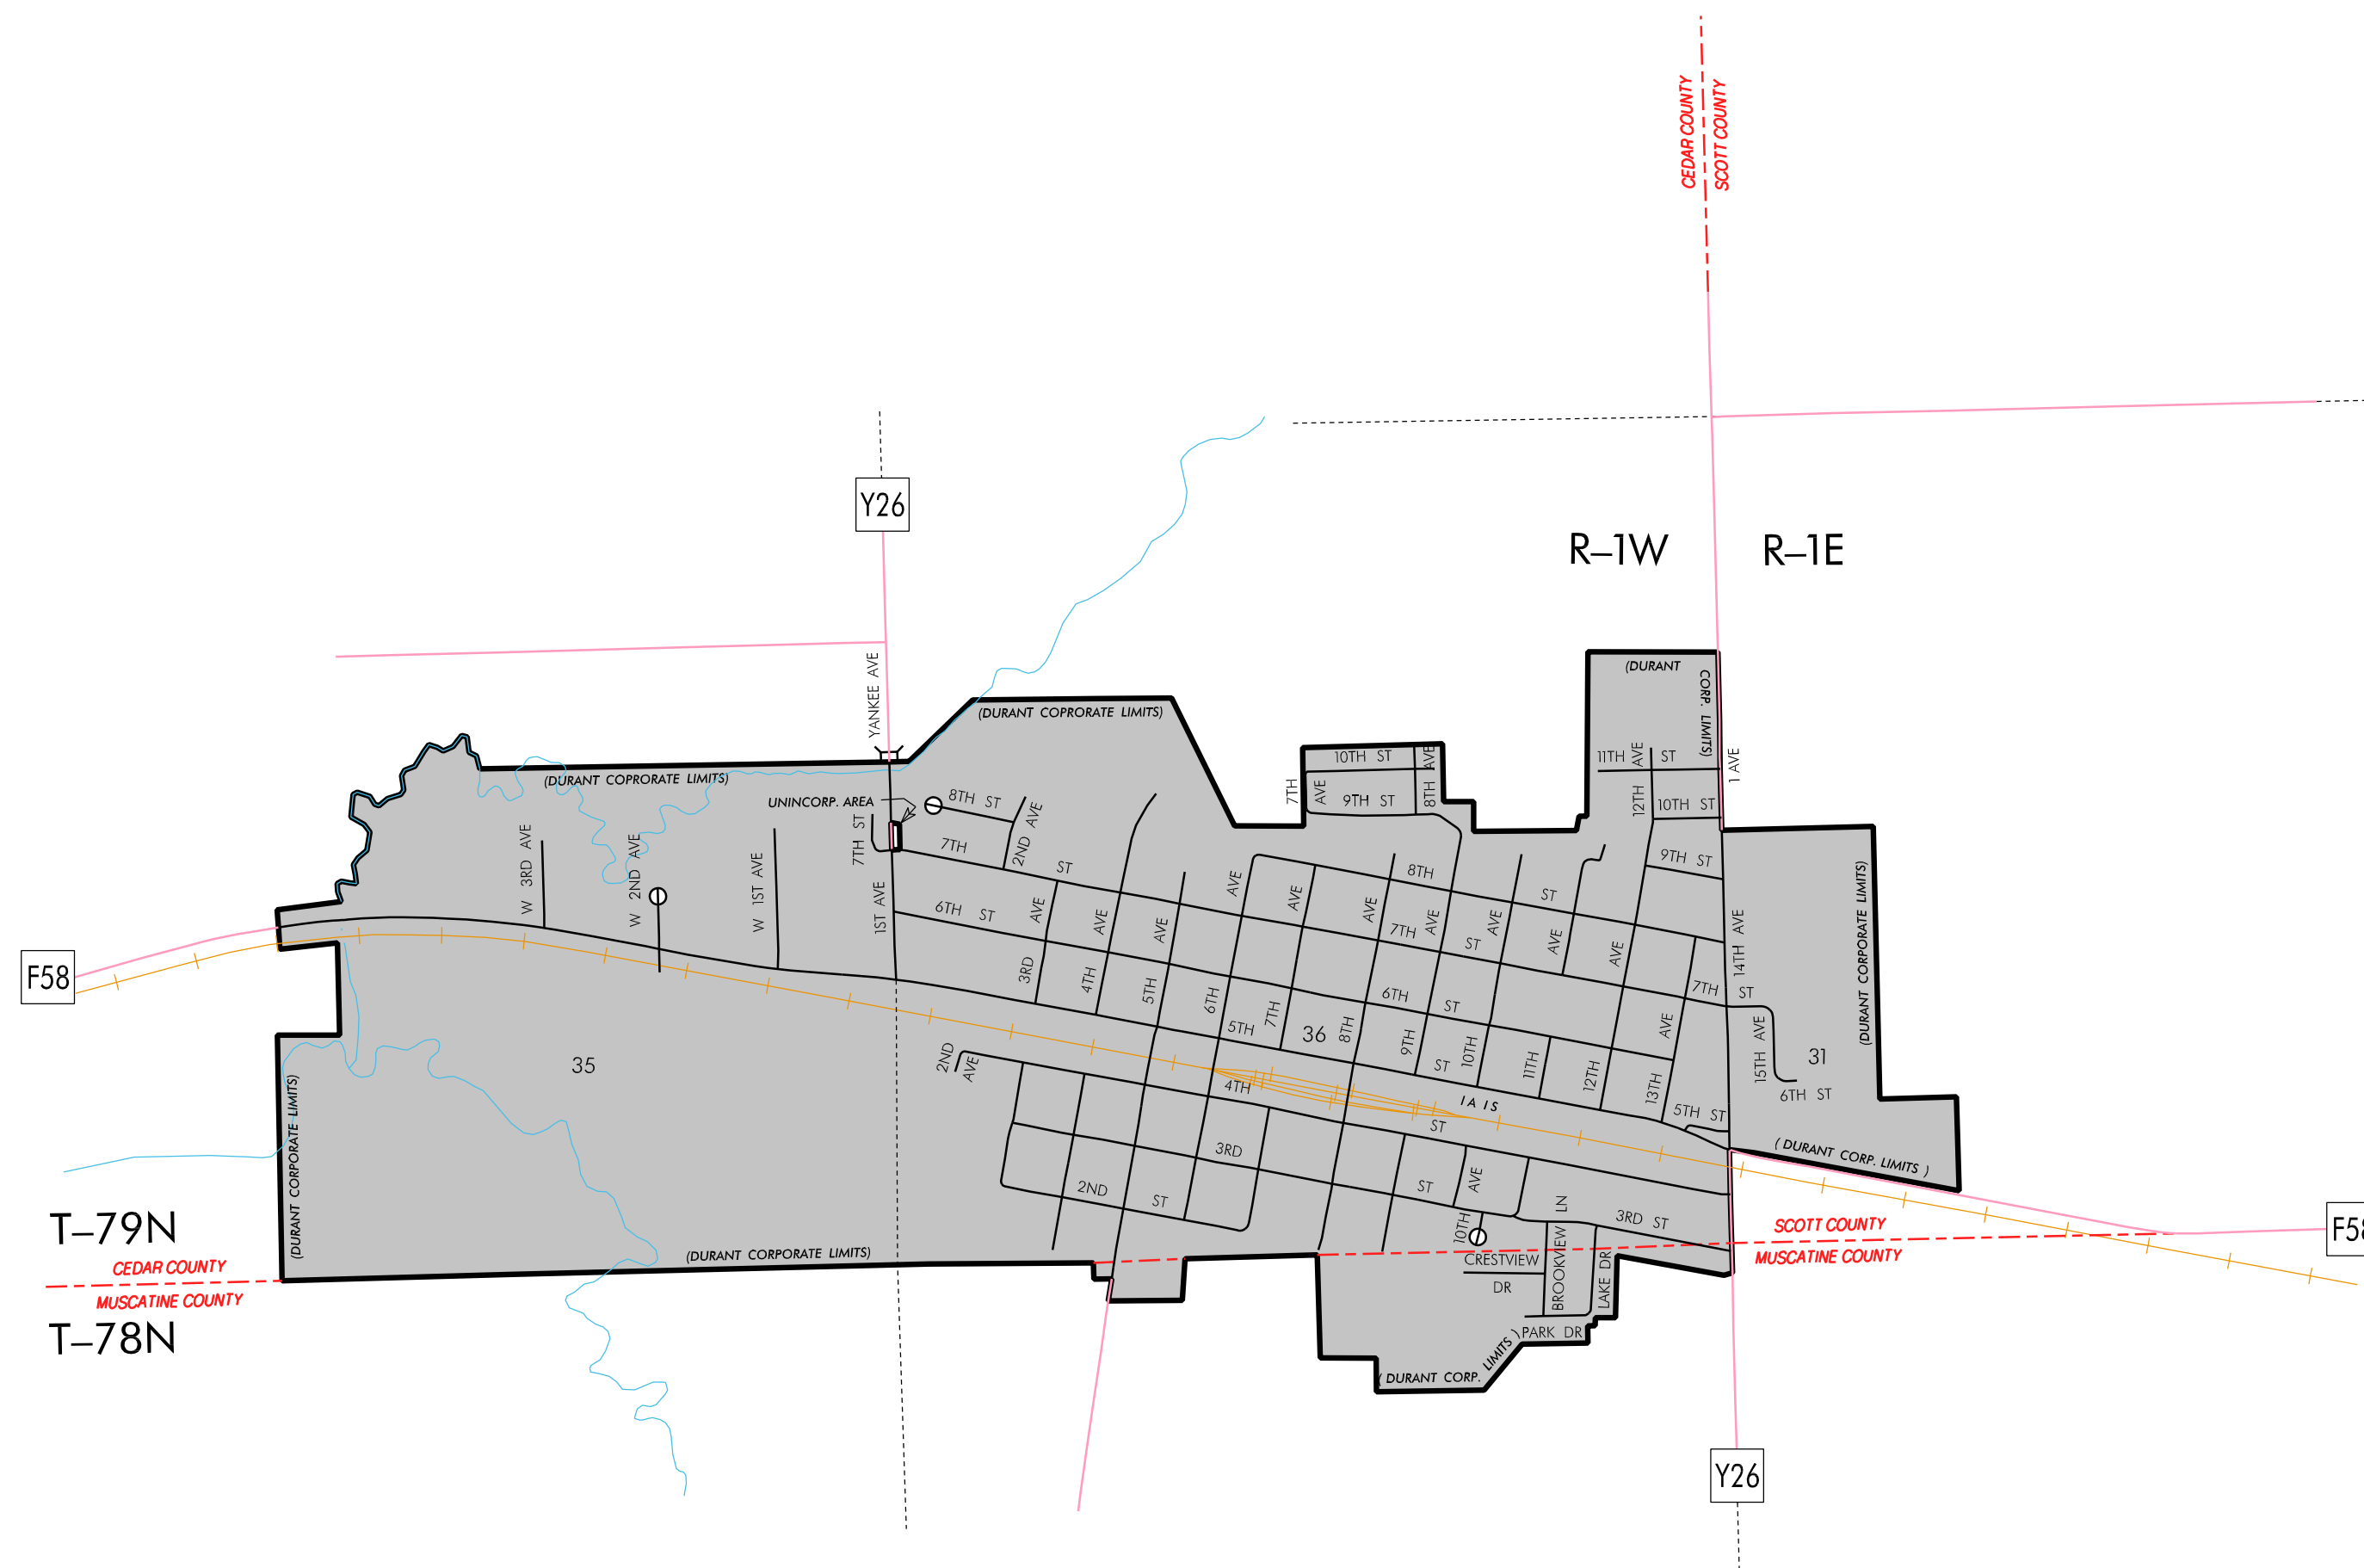 CEDAR COUNTY
SCOTT COUNTY
Y26
R–1W
R–1E
YANKEE AVE
(DURANT
CORP. LIMITS)
(DURANT COPRORATE LIMITS)
(DURANT COPRORATE LIMITS)
10TH ST
8TH AVE
7TH
AVE
9TH ST
11TH ST
12TH AVE
10TH ST
1 AVE
UNINCORP. AREA
8TH ST
2ND AVE
7TH ST
7TH ST
W 3RD AVE
W 2ND AVE
W 1ST AVE
1ST AVE
9TH ST
8TH ST
7TH ST
6TH ST
6TH ST
7TH ST
14TH AVE
15TH AVE
6TH ST
3RD AVE
4TH AVE
5TH AVE
6TH AVE
7TH AVE
8TH AVE
9TH AVE
10TH AVE
11TH AVE
12TH AVE
13TH AVE
(DURANT CORPORATE LIMITS)
F58
35
36
31
5TH ST
5TH ST
2ND AVE
4TH ST
IAIS
3RD ST
2ND ST
10TH AVE
3RD ST
( DURANT CORP. LIMITS )
(DURANT CORPORATE LIMITS)
(DURANT CORPORATE LIMITS)
CRESTVIEW
DR
BROOKVIEW LN
LAKE DR
PARK DR
( DURANT CORP. LIMITS )
T–79N
CEDAR COUNTY
MUSCATINE COUNTY
T–78N
SCOTT COUNTY
MUSCATINE COUNTY
F58
Y26